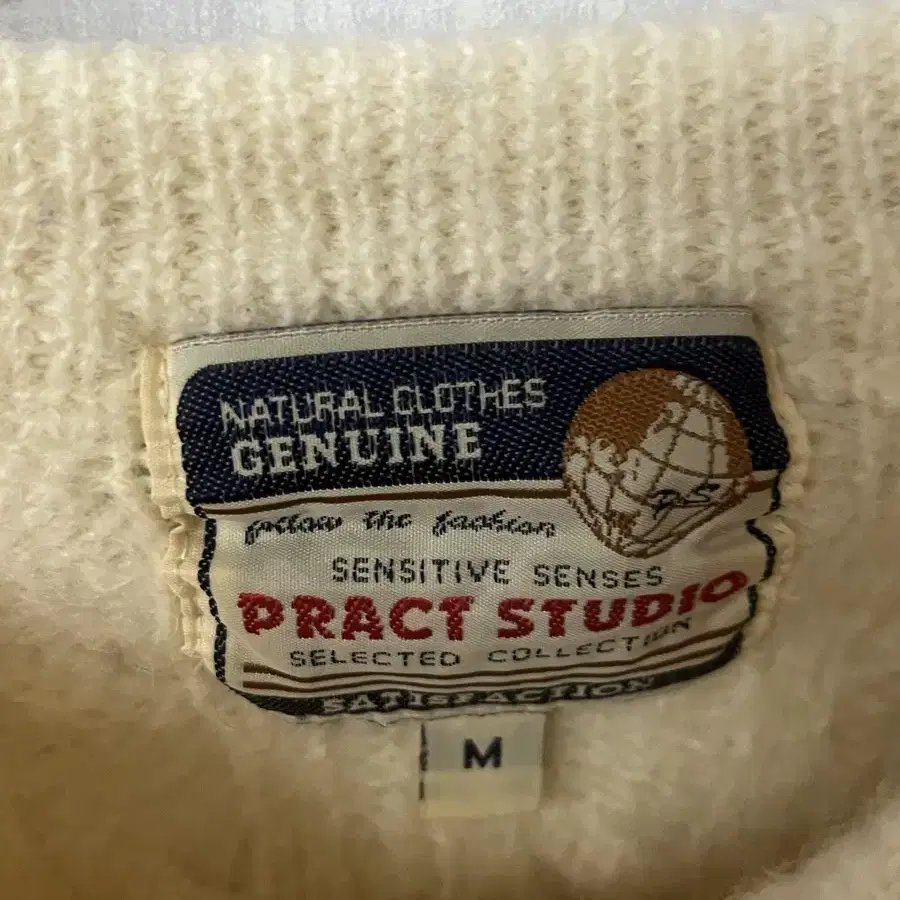 NATURAL CLOTHES
GENUINE
P.S
follow the fashion
SENSITIVE SENSES
PRACT STUDIO
SELECTED COLLECTION
SATISFACTION
M